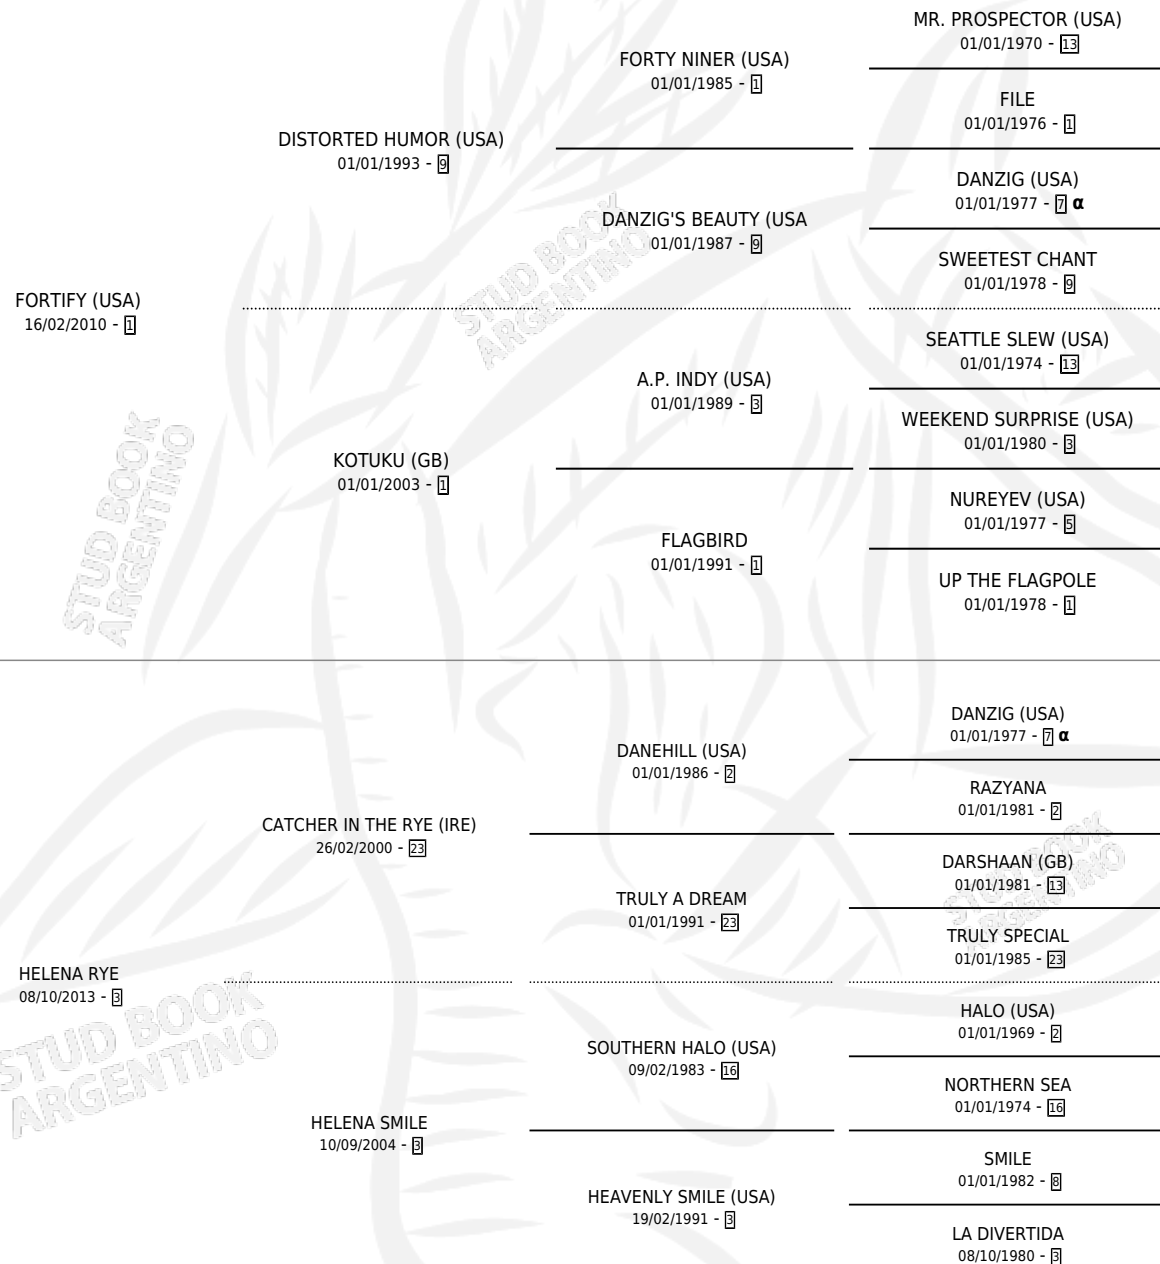 MR. PROSPECTOR (USA)
01/01/1970 - 13
FORTY NINER (USA)
01/01/1985 - 1
FILE
01/01/1976 - 1
DISTORTED HUMOR (USA)
01/01/1993 - 9
DANZIG (USA)
01/01/1977 - 7 α
DANZIG'S BEAUTY (USA
01/01/1987 - 9
SWEETEST CHANT
01/01/1978 - 9
FORTIFY (USA)
16/02/2010 - 1
SEATTLE SLEW (USA)
01/01/1974 - 13
A.P. INDY (USA)
01/01/1989 - 3
WEEKEND SURPRISE (USA)
01/01/1980 - 3
KOTUKU (GB)
01/01/2003 - 1
NUREYEV (USA)
01/01/1977 - 5
FLAGBIRD
01/01/1991 - 1
UP THE FLAGPOLE
01/01/1978 - 1
DANZIG (USA)
01/01/1977 - 7 α
DANEHILL (USA)
01/01/1986 - 2
RAZYANA
01/01/1981 - 2
CATCHER IN THE RYE (IRE)
26/02/2000 - 23
DARSHAAN (GB)
01/01/1981 - 13
TRULY A DREAM
01/01/1991 - 23
TRULY SPECIAL
01/01/1985 - 23
HELENA RYE
08/10/2013 - 3
HALO (USA)
01/01/1969 - 2
SOUTHERN HALO (USA)
09/02/1983 - 16
NORTHERN SEA
01/01/1974 - 16
HELENA SMILE
10/09/2004 - 3
SMILE
01/01/1982 - 8
HEAVENLY SMILE (USA)
19/02/1991 - 3
LA DIVERTIDA
08/10/1980 - 3
STUD BOOK
ARGENTINO
STUD BOOK
ARGENTINO
STUD BOOK
ARGENTINO
STUD BOOK
ARGENTINO